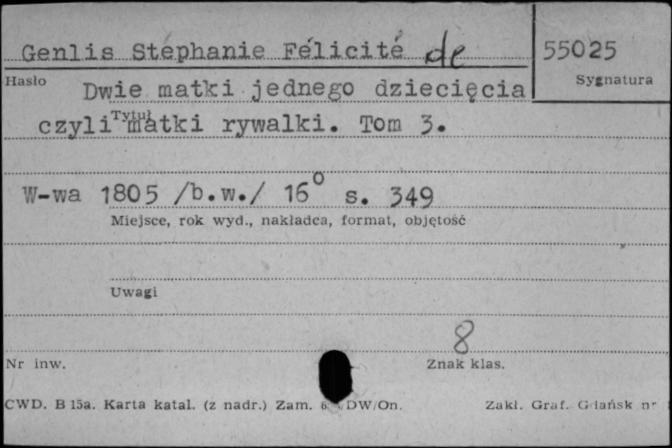 Genlis Stéphanie Félicité de
55025
Hasło
Sygnatura
Dwie matki jednego dziecięcia
Tytuł
czyli matki rywalki. Tom 3.
W-wa 1805 /b.w./ 16° s. 349
Miejsce, rok wyd., nakładca, format, objętość
Uwagi
8
Nr inw.
Znak klas.
CWD. B 15a. Karta katal. (z nadr.) Zam. DW/On.
Zakł. Graf. Gdańsk nr